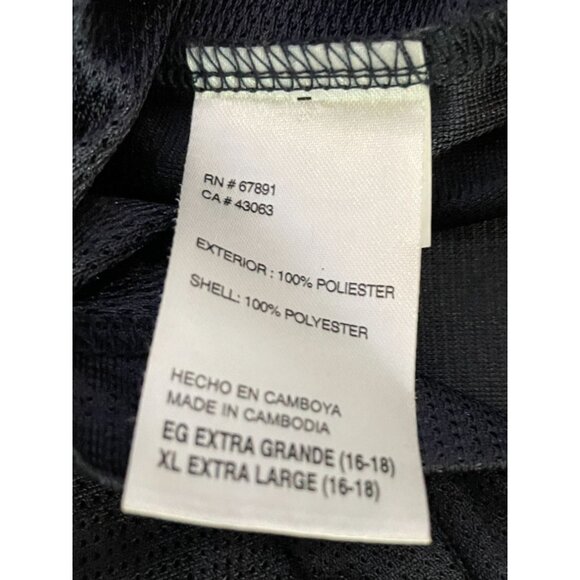 RN # 67891
CA # 43063
EXTERIOR : 100% POLIESTER
SHELL: 100% POLYESTER
HECHO EN CAMBOYA
MADE IN CAMBODIA
EG EXTRA GRANDE (16-18)
XL EXTRA LARGE (16-18)